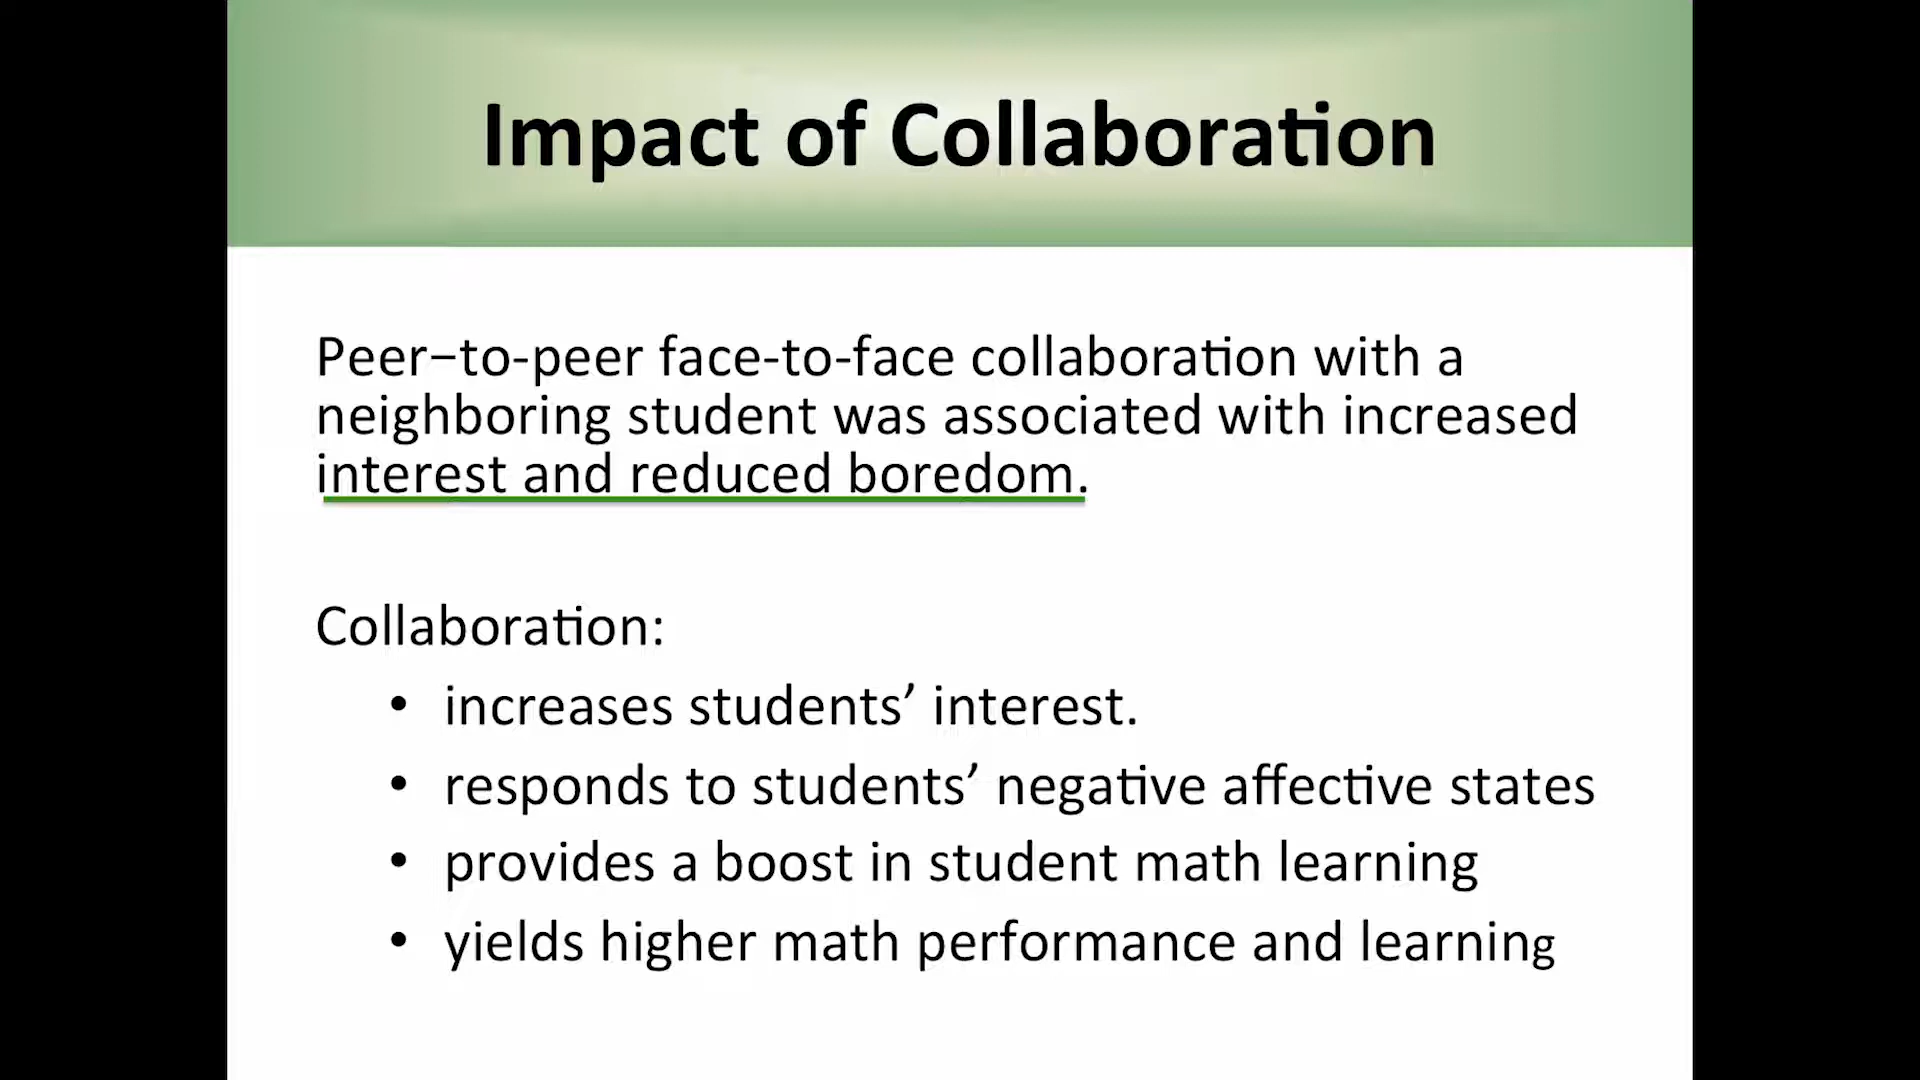 Impact of Collaboration
Peer−to-peer face-to-face collaboration with a
neighboring student was associated with increased
interest and reduced boredom.
Collaboration:
• increases students’ interest.
• responds to students’ negative affective states
• provides a boost in student math learning
• yields higher math performance and learning